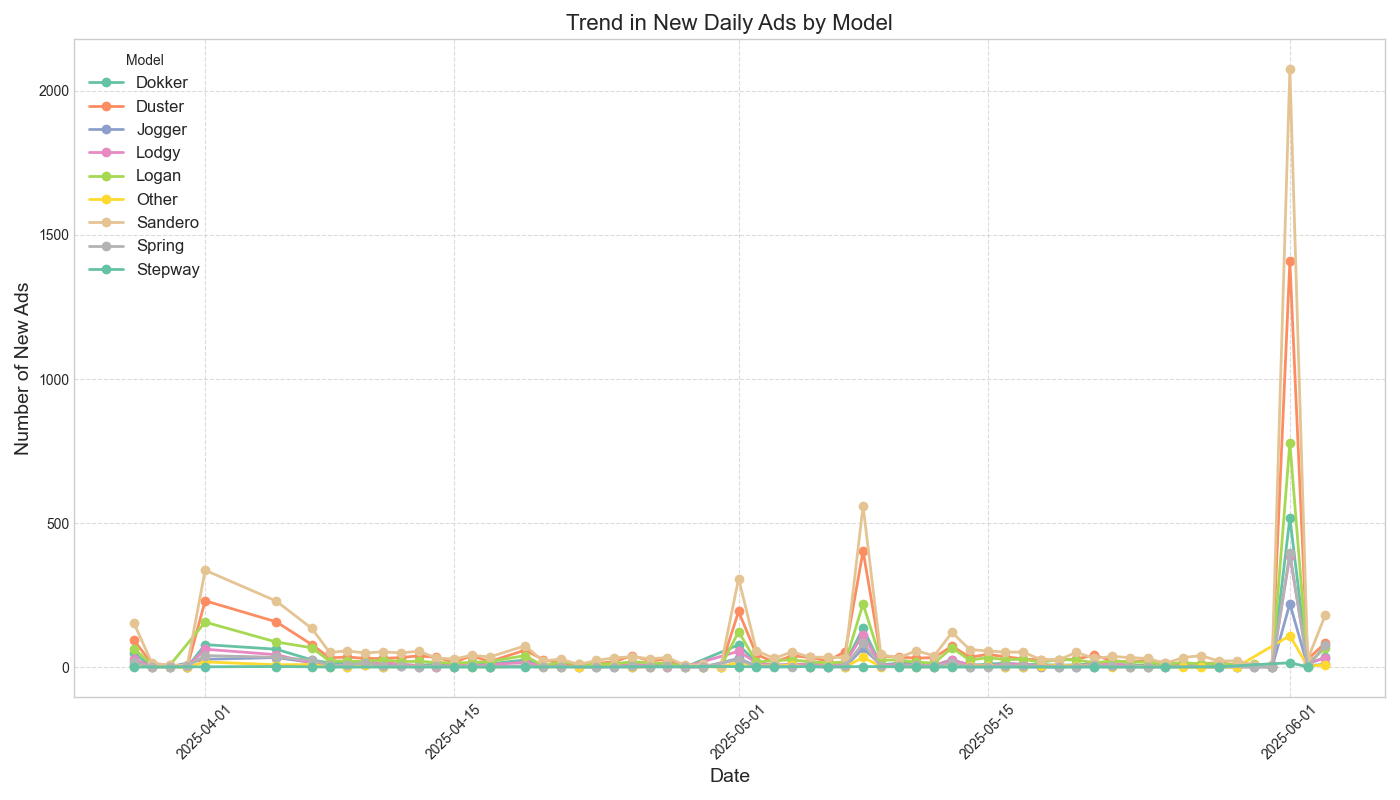 Trend in New Daily Ads by Model
Model
Dokker
Duster
Jogger
Lodgy
Logan
Other
Sandero
Spring
Stepway
Number of New Ads
2000
1500
1000
500
0
2025-04-01
2025-04-15
2025-05-01
2025-05-15
2025-06-01
Date